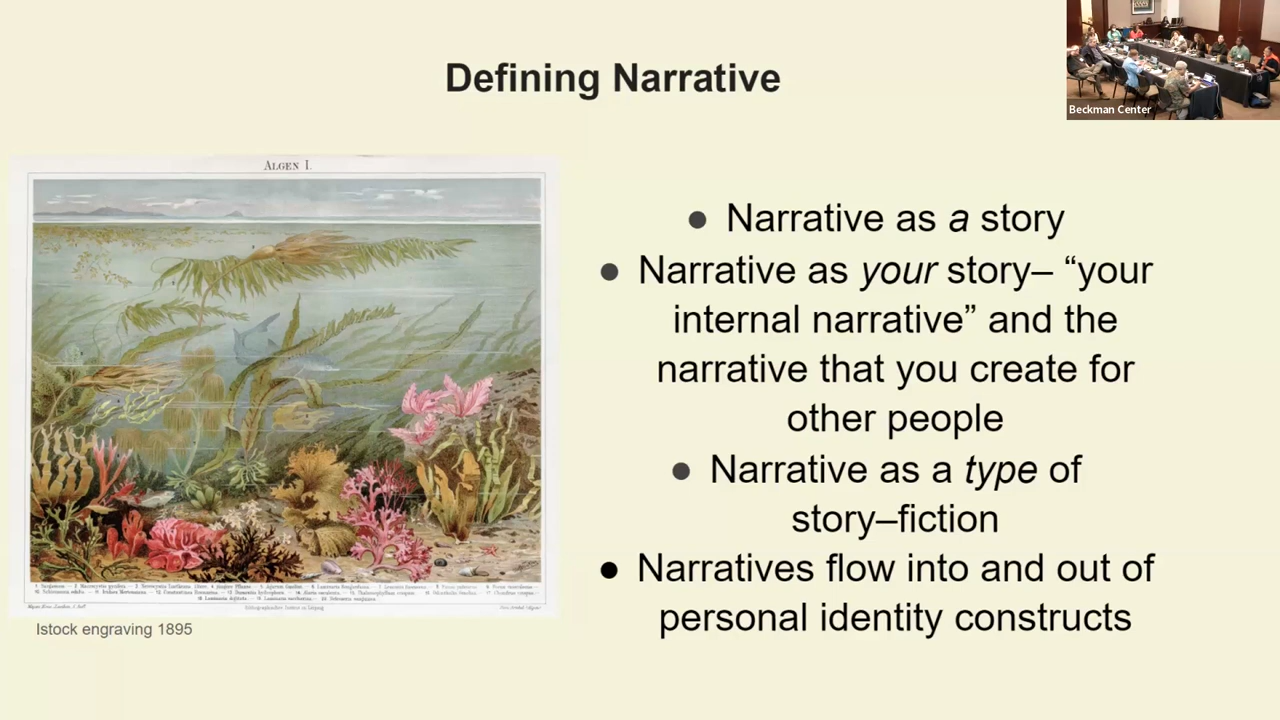 Defining Narrative
Beckman Center
ALGEN I.
Istock engraving 1895
● Narrative as a story
● Narrative as your story– “your
internal narrative” and the
narrative that you create for
other people
● Narrative as a type of
story–fiction
● Narratives flow into and out of
personal identity constructs